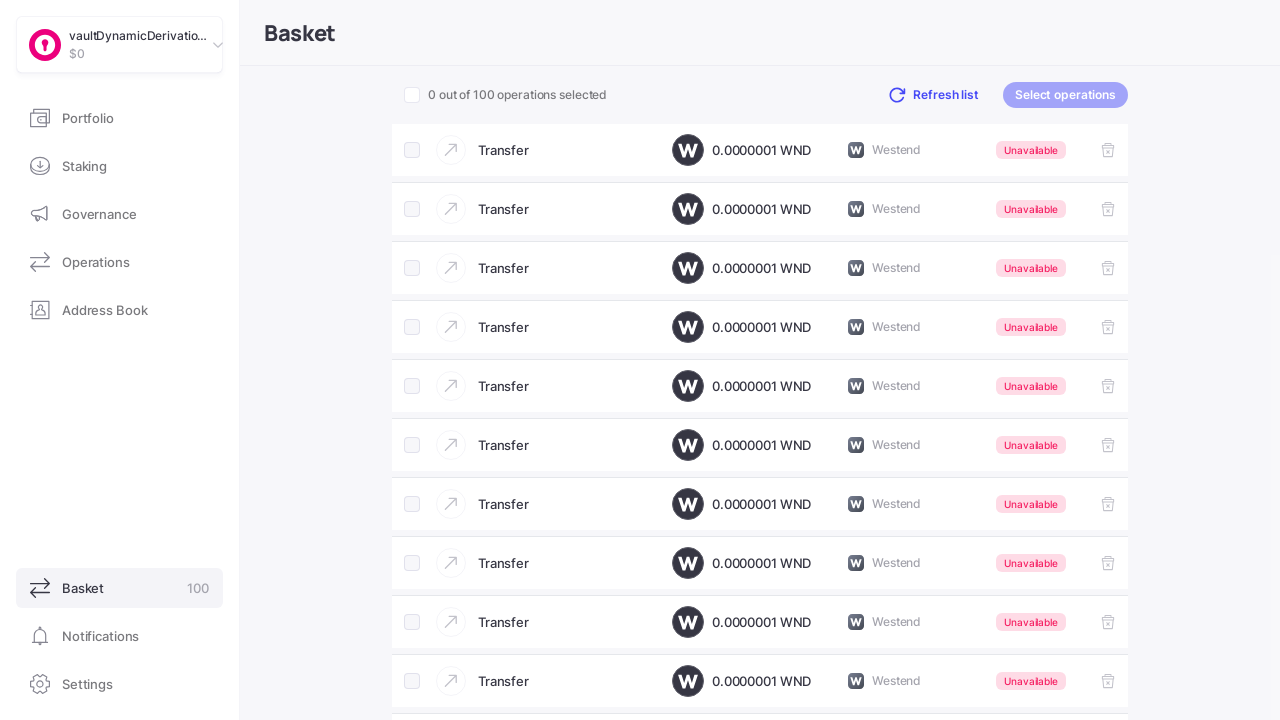 vaultDynamicDerivatio...
$0
Portfolio
Staking
Governance
Operations
Address Book
Basket 100
Notifications
Settings
Basket
0 out of 100 operations selected Refresh list Select operations
Transfer W 0.0000001 WND W Westend Unavailable
Transfer W 0.0000001 WND W Westend Unavailable
Transfer W 0.0000001 WND W Westend Unavailable
Transfer W 0.0000001 WND W Westend Unavailable
Transfer W 0.0000001 WND W Westend Unavailable
Transfer W 0.0000001 WND W Westend Unavailable
Transfer W 0.0000001 WND W Westend Unavailable
Transfer W 0.0000001 WND W Westend Unavailable
Transfer W 0.0000001 WND W Westend Unavailable
Transfer W 0.0000001 WND W Westend Unavailable